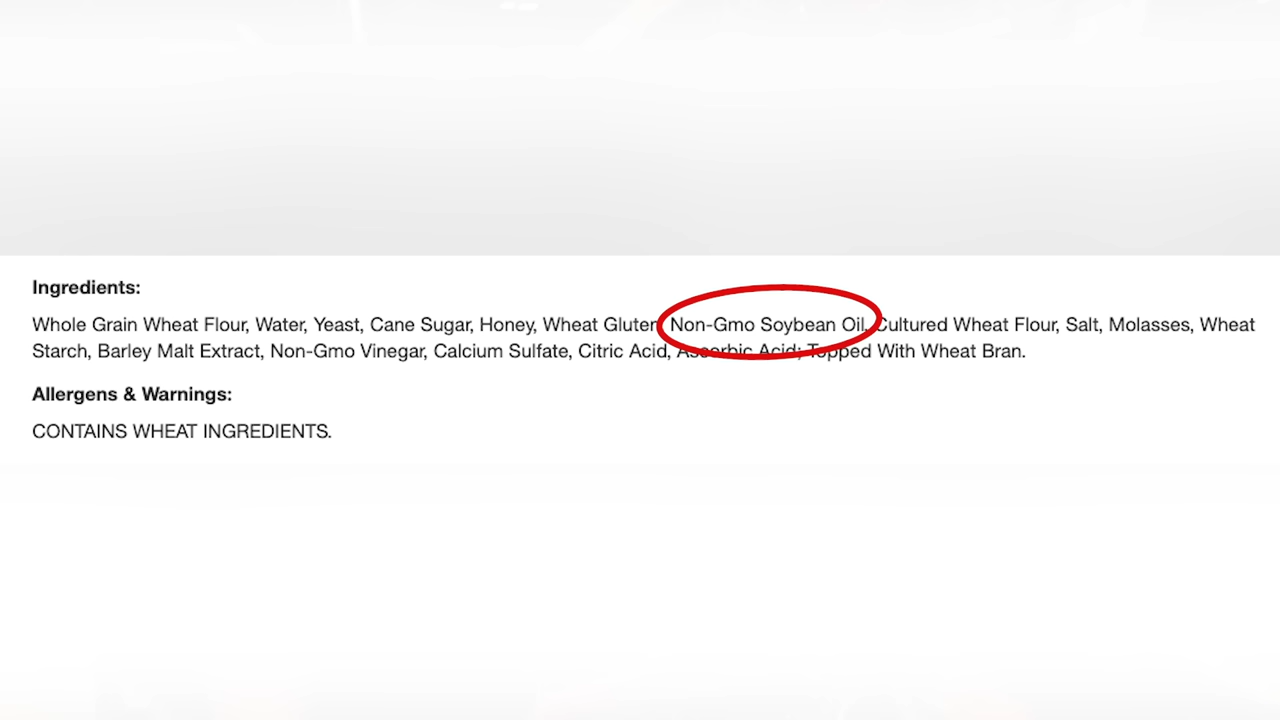 Ingredients:
Whole Grain Wheat Flour, Water, Yeast, Cane Sugar, Honey, Wheat Gluten, Non-Gmo Soybean Oil, Cultured Wheat Flour, Salt, Molasses, Wheat
Starch, Barley Malt Extract, Non-Gmo Vinegar, Calcium Sulfate, Citric Acid, Ascorbic Acid; Topped With Wheat Bran.
Allergens & Warnings:
CONTAINS WHEAT INGREDIENTS.